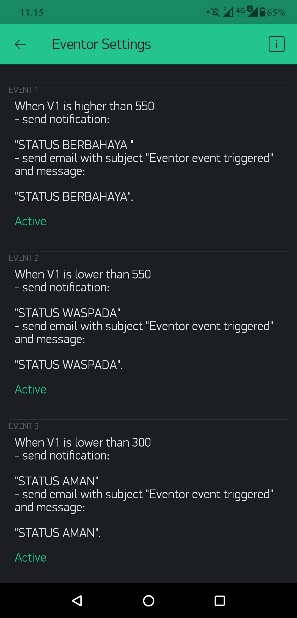 11.15
4G
65%
Eventor Settings
EVENT 1
When V1 is higher than 550
- send notification:
"STATUS BERBAHAYA "
- send email with subject "Eventor event triggered"
and message:
"STATUS BERBAHAYA".
Active
EVENT 2
When V1 is lower than 550
- send notification:
"STATUS WASPADA"
- send email with subject "Eventor event triggered"
and message:
"STATUS WASPADA".
Active
EVENT 3
When V1 is lower than 300
- send notification:
"STATUS AMAN"
- send email with subject "Eventor event triggered"
and message:
"STATUS AMAN".
Active